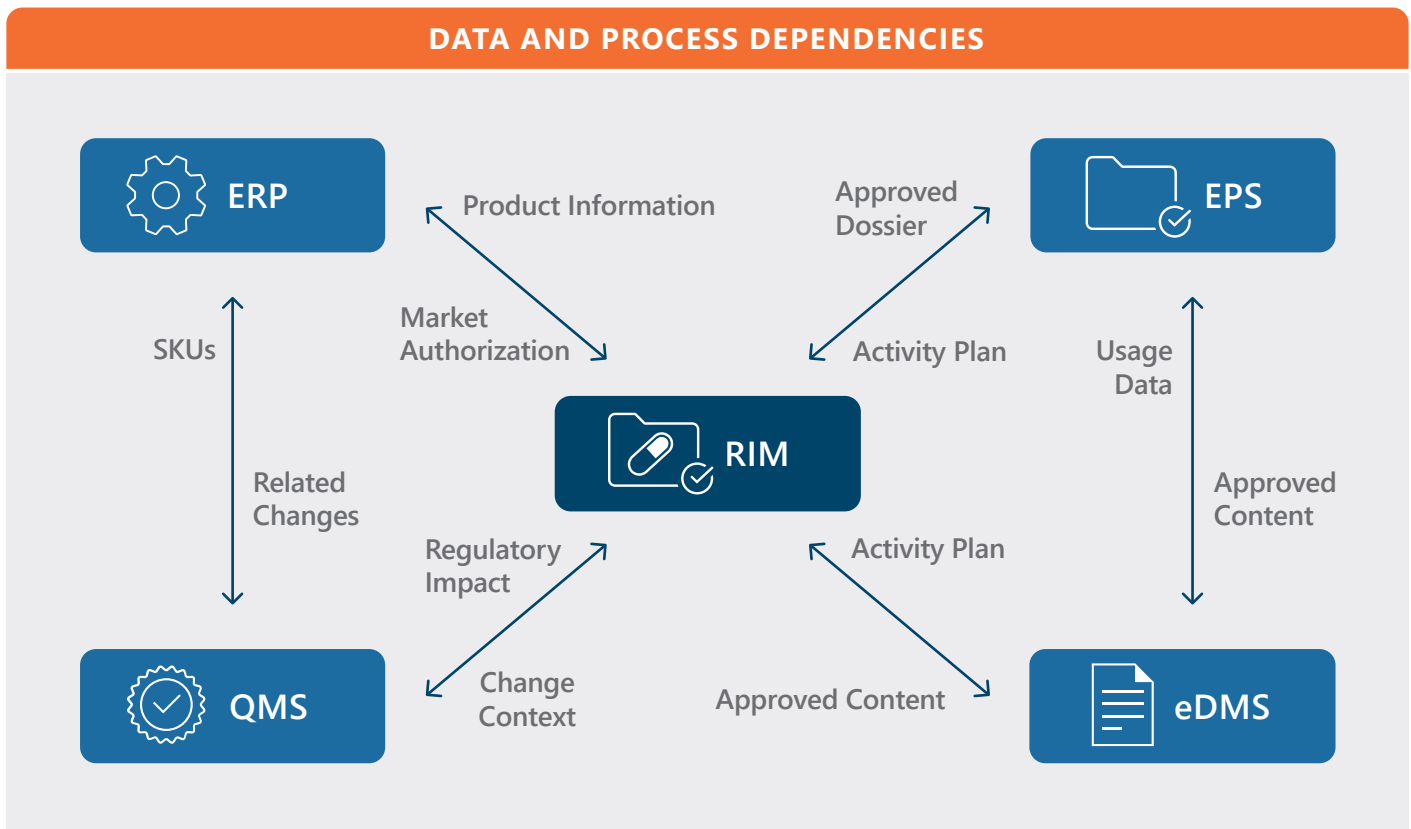 DATA AND PROCESS DEPENDENCIES
ERP
EPS
Product Information
Approved
Dossier
Market
Authorization
SKUs
Activity Plan
Usage
Data
RIM
Related
Changes
Approved
Content
Regulatory
Impact
Activity Plan
Change
Context
Approved Content
QMS
eDMS